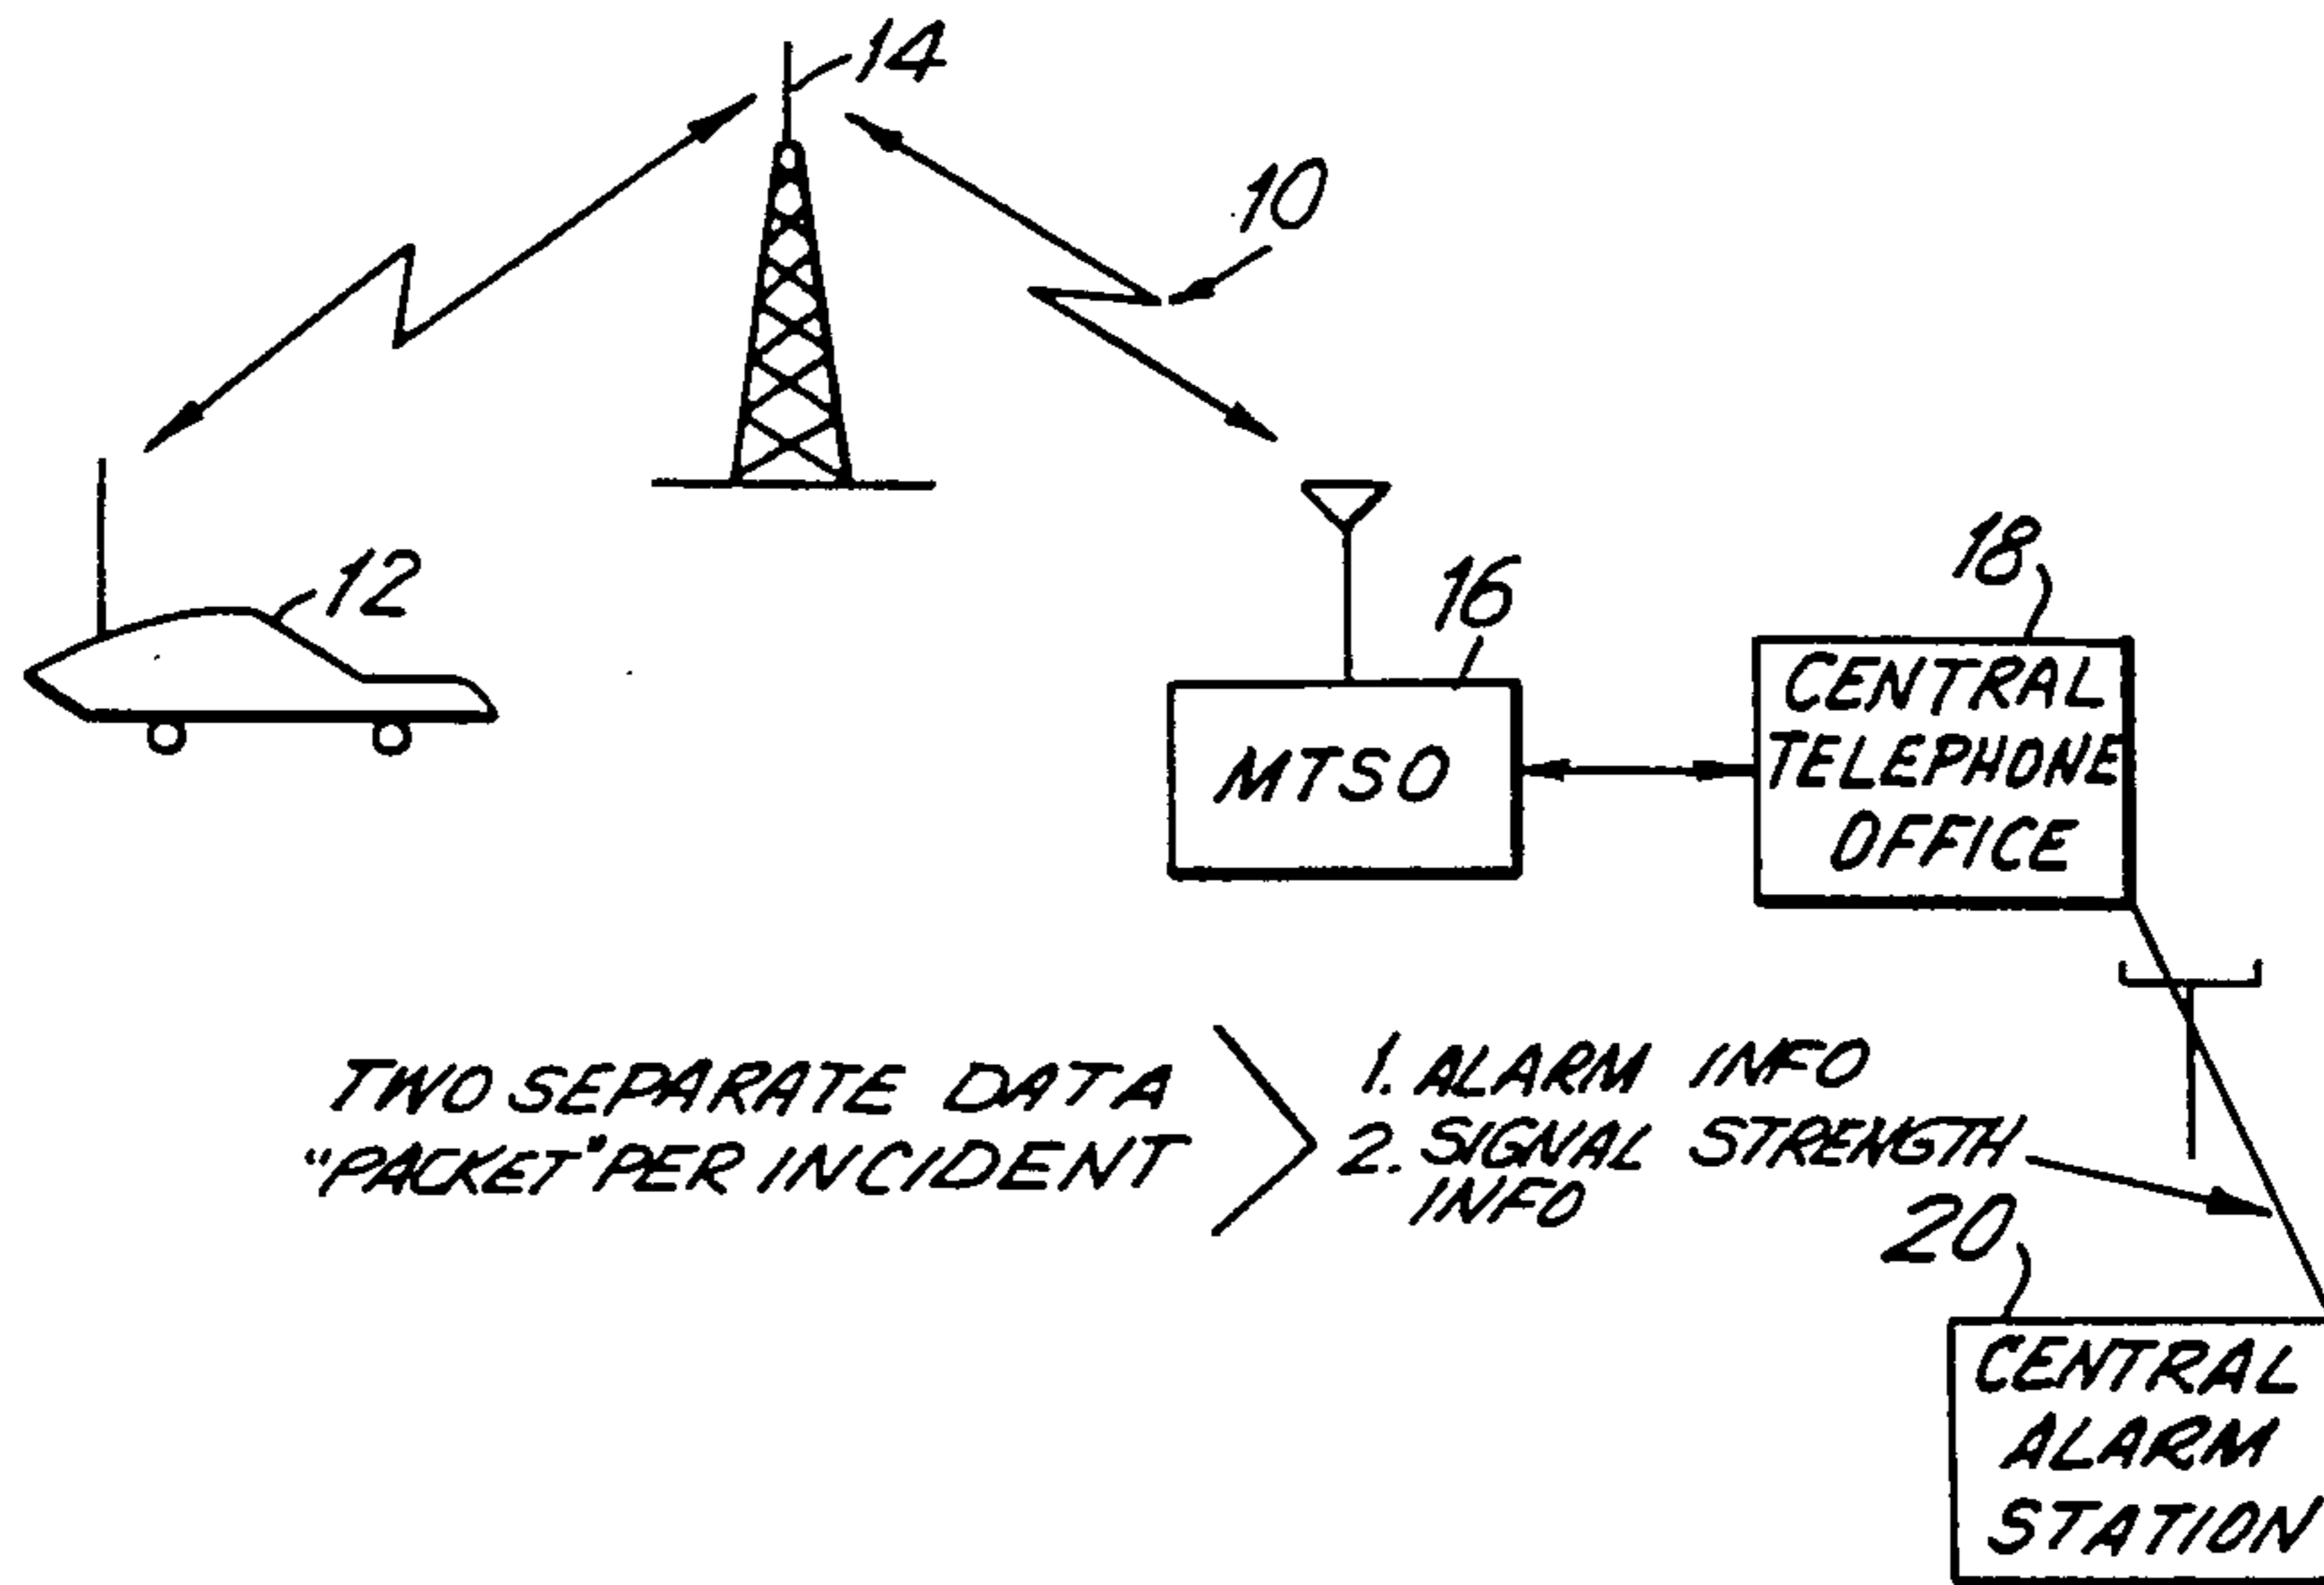 14
10
12
16
18
MTSO
CENTRAL
TELEPHONE
OFFICE
TWO SEPARATE DATA
"PACKET" PER INCIDENT
1. ALARM INFO
2. SIGNAL STRENGTH
INFO
20
CENTRAL
ALARM
STATION